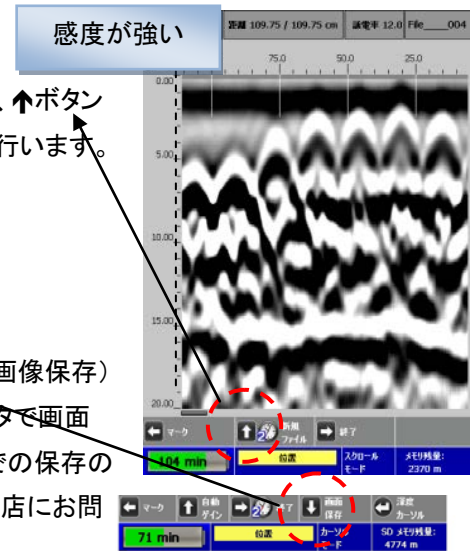 感度が強い
距離 109.75 / 109.75 cm 誘電率 12.0 File____004
75.0 50.0 25.0
0.00
、↑ボタン
行います。
5.00
10.00
15.00
画像保存）
タで画面
20.00
での保存の
店にお問
マーク 2 新規ファイル 終了
104 min 位置 スクロールモード メモリ残量: 2370 m
マーク 自動ゲイン 2 終了 画面保存 深度カーソル
71 min 位置 カーソルモード SD メモリ残量: 4774 m